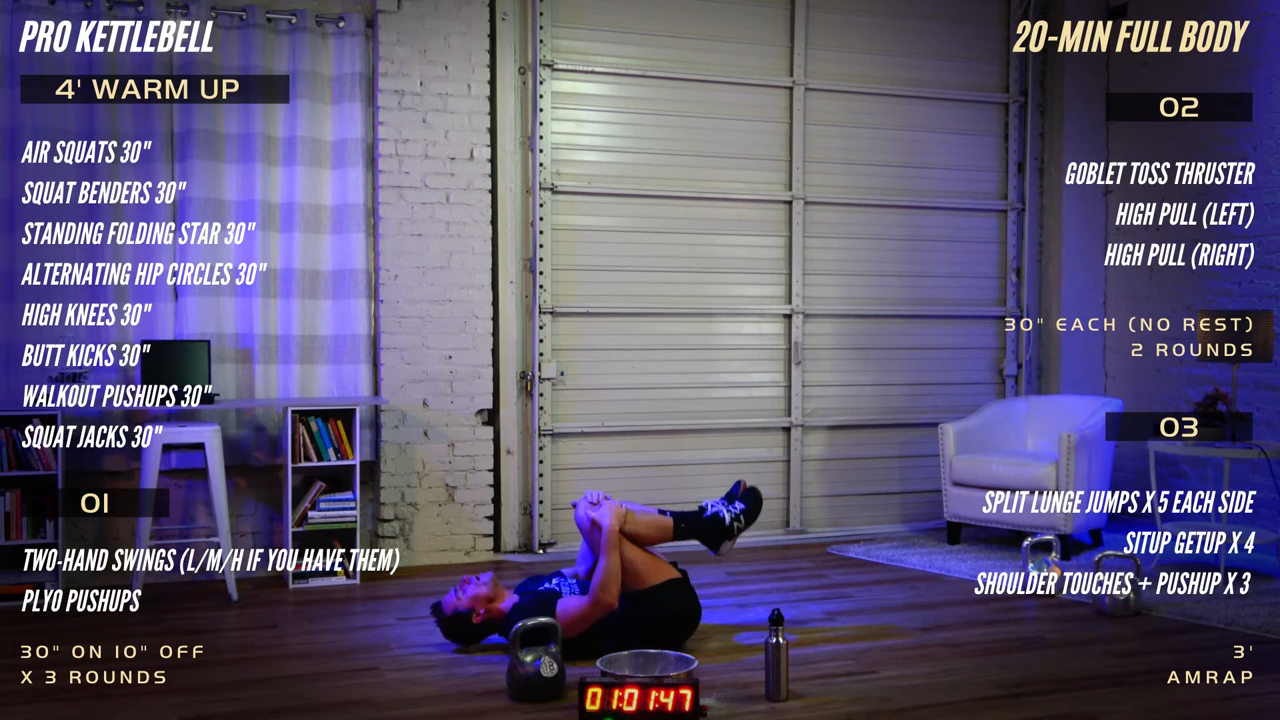 PRO KETTLEBELL
4' WARM UP
AIR SQUATS 30"
SQUAT BENDERS 30"
STANDING FOLDING STAR 30"
ALTERNATING HIP CIRCLES 30"
HIGH KNEES 30"
BUTT KICKS 30"
WALKOUT PUSHUPS 30"
SQUAT JACKS 30"
01
TWO-HAND SWINGS (L/M/H IF YOU HAVE THEM)
PLYO PUSHUPS
30" ON 10" OFF
X 3 ROUNDS
20-MIN FULL BODY
02
GOBLET TOSS THRUSTER
HIGH PULL (LEFT)
HIGH PULL (RIGHT)
30" EACH (NO REST)
2 ROUNDS
03
SPLIT LUNGE JUMPS X 5 EACH SIDE
SITUP GETUP X 4
SHOULDER TOUCHES + PUSHUP X 3
3'
AMRAP
18
01:01:47